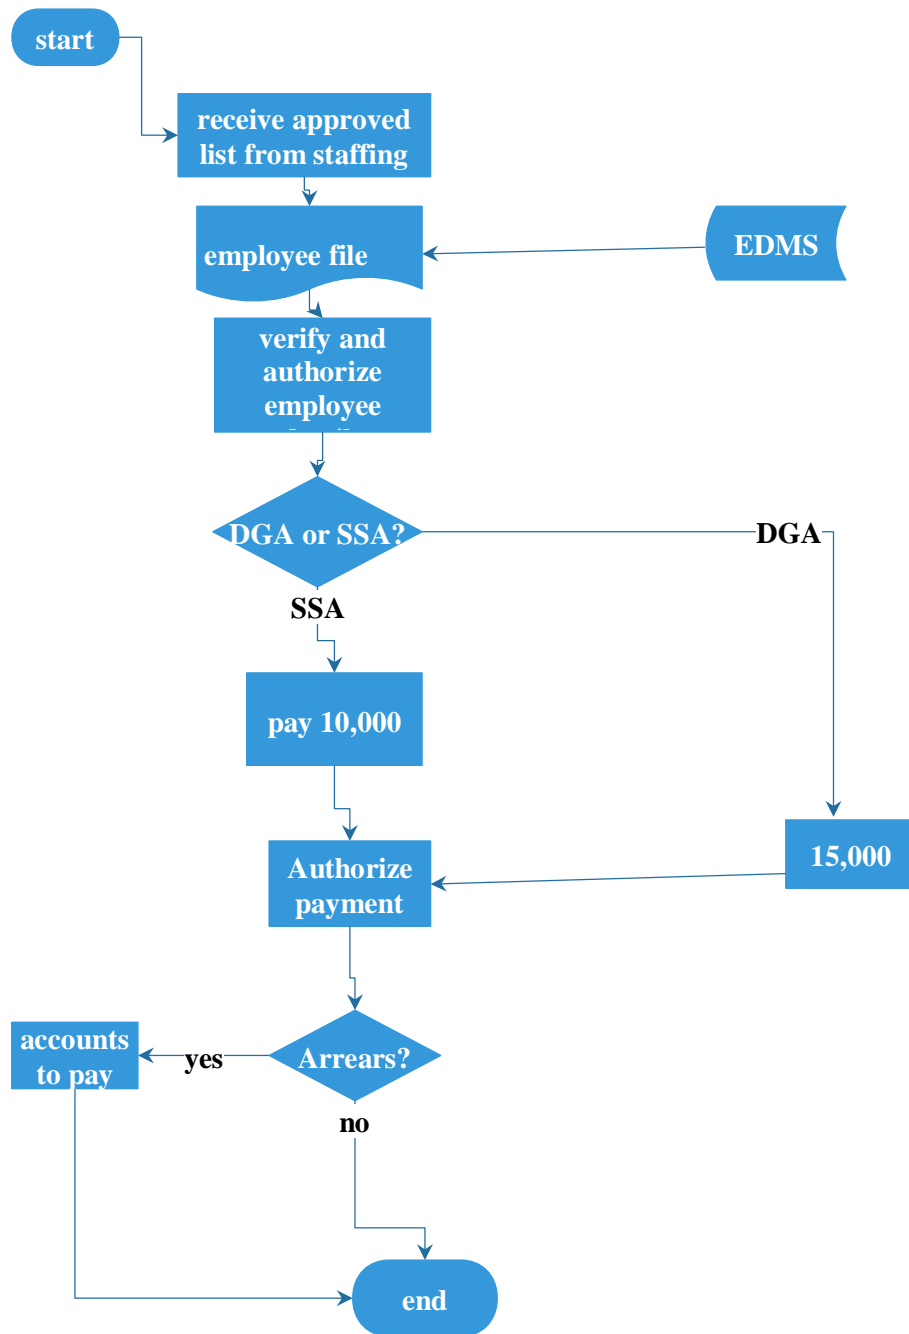 start
receive approved
list from staffing
employee file
EDMS
verify and
authorize
employee
DGA or SSA?
DGA
SSA
pay 10,000
15,000
Authorize
payment
accounts
to pay
yes
Arrears?
no
end